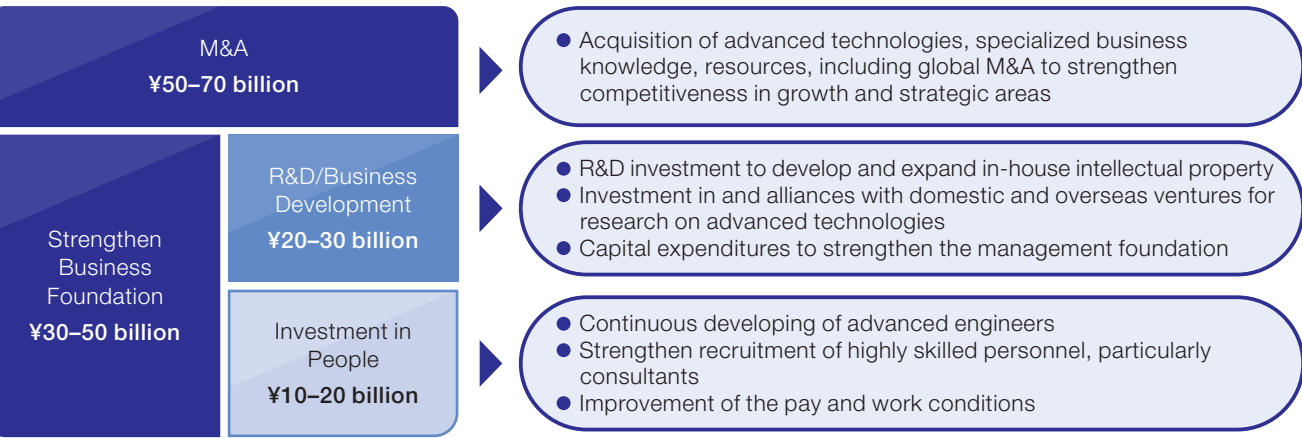 M&A
¥50–70 billion
● Acquisition of advanced technologies, specialized business
knowledge, resources, including global M&A to strengthen
competitiveness in growth and strategic areas
Strengthen
Business
Foundation
¥30–50 billion
R&D/Business
Development
¥20–30 billion
● R&D investment to develop and expand in-house intellectual property
● Investment in and alliances with domestic and overseas ventures for
research on advanced technologies
● Capital expenditures to strengthen the management foundation
Investment in
People
¥10–20 billion
● Continuous developing of advanced engineers
● Strengthen recruitment of highly skilled personnel, particularly
consultants
● Improvement of the pay and work conditions